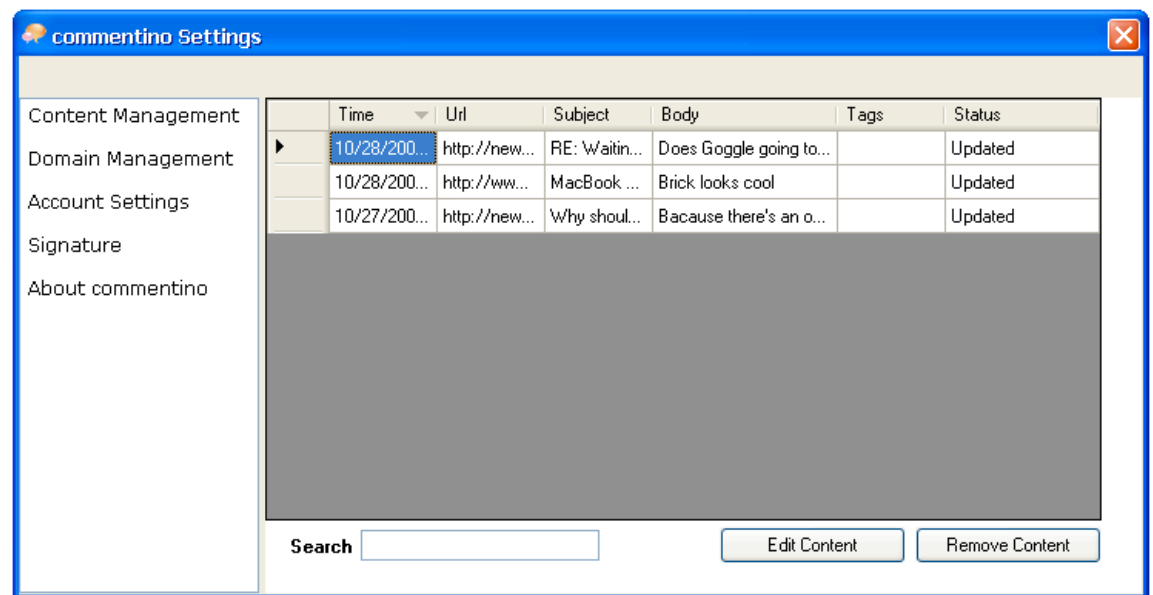 commentino Settings
Content Management
Domain Management
Account Settings
Signature
About commentino
Time Url Subject Body Tags Status
10/28/200... http://new... RE: Waitin... Does Goggle going to... Updated
10/28/200... http://ww... MacBook ... Brick looks cool Updated
10/27/200... http://new... Why shoul... Bacause there's an o... Updated
Search Edit Content Remove Content